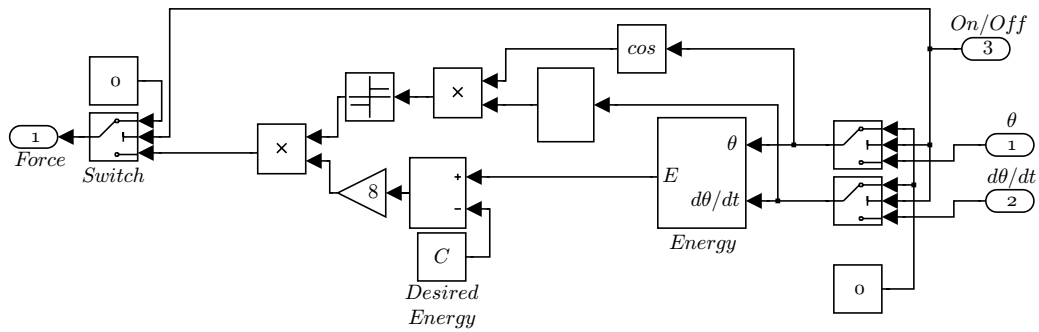 On/Off
3
cos
0
×
1
Force
Switch
×
θ
θ
1
E
8
+
−
dθ/dt
dθ/dt
2
Energy
C
Desired
Energy
0